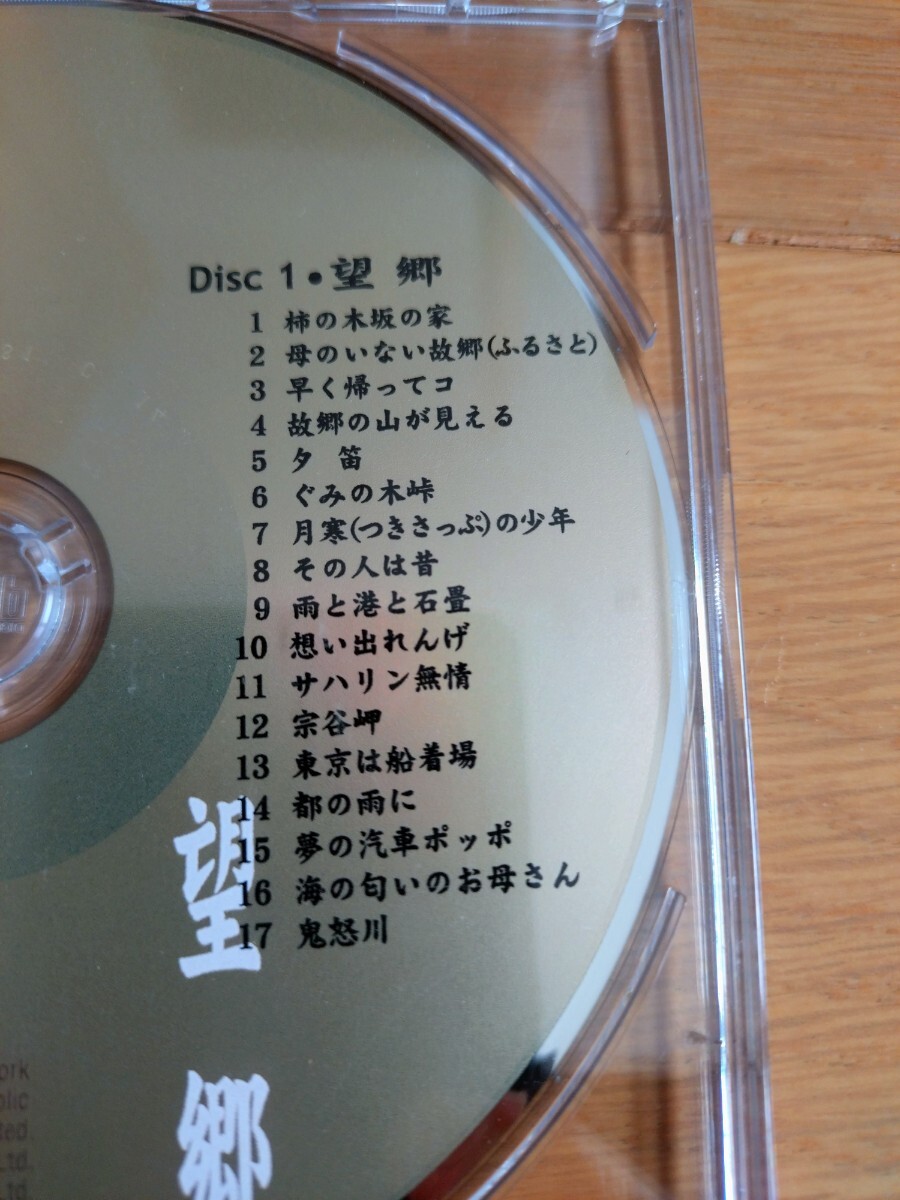 Disc 1・望 郷
1 柿の木坂の家
2 母のいない故郷(ふるさと)
3 早く帰ってコ
4 故郷の山が見える
5 夕 笛
6 ぐみの木峠
7 月寒(つきさっぷ)の少年
8 その人は昔
9 雨と港と石畳
10 想い出れんげ
11 サハリン無情
12 宗谷岬
13 東京は船着場
14 都の雨に
15 夢の汽車ポッポ
16 海の匂いのお母さん
17 鬼怒川
望郷
ork
blic
ted.
Ltd.
Ltd.